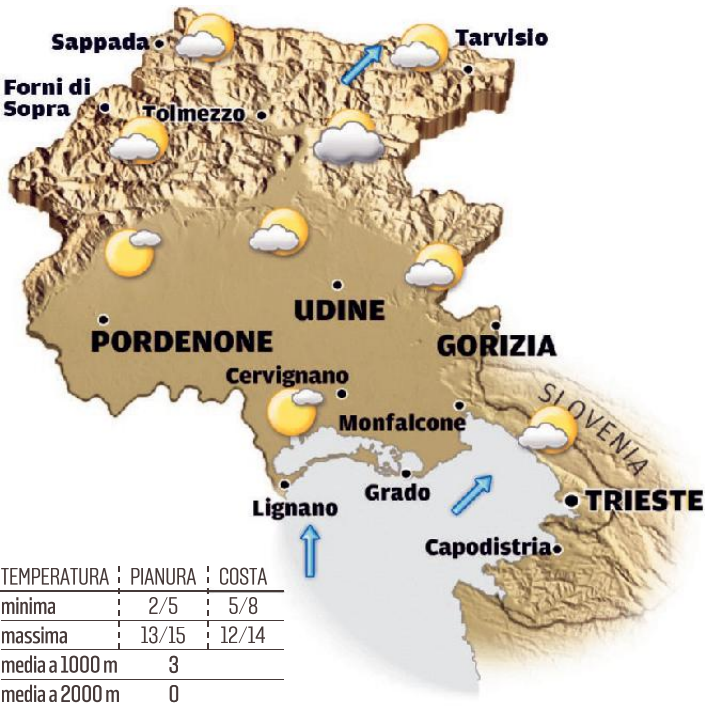 Sappada
Tarvisio
Forni di
Sopra
Tolmezzo
UDINE
PORDENONE
GORIZIA
Cervignano
SLOVENIA
Monfalcone
Grado
Lignano
TRIESTE
Capodistria
TEMPERATURA PIANURA COSTA
minima 2/5 5/8
massima 13/15 12/14
media a 1000 m 3
media a 2000 m 0